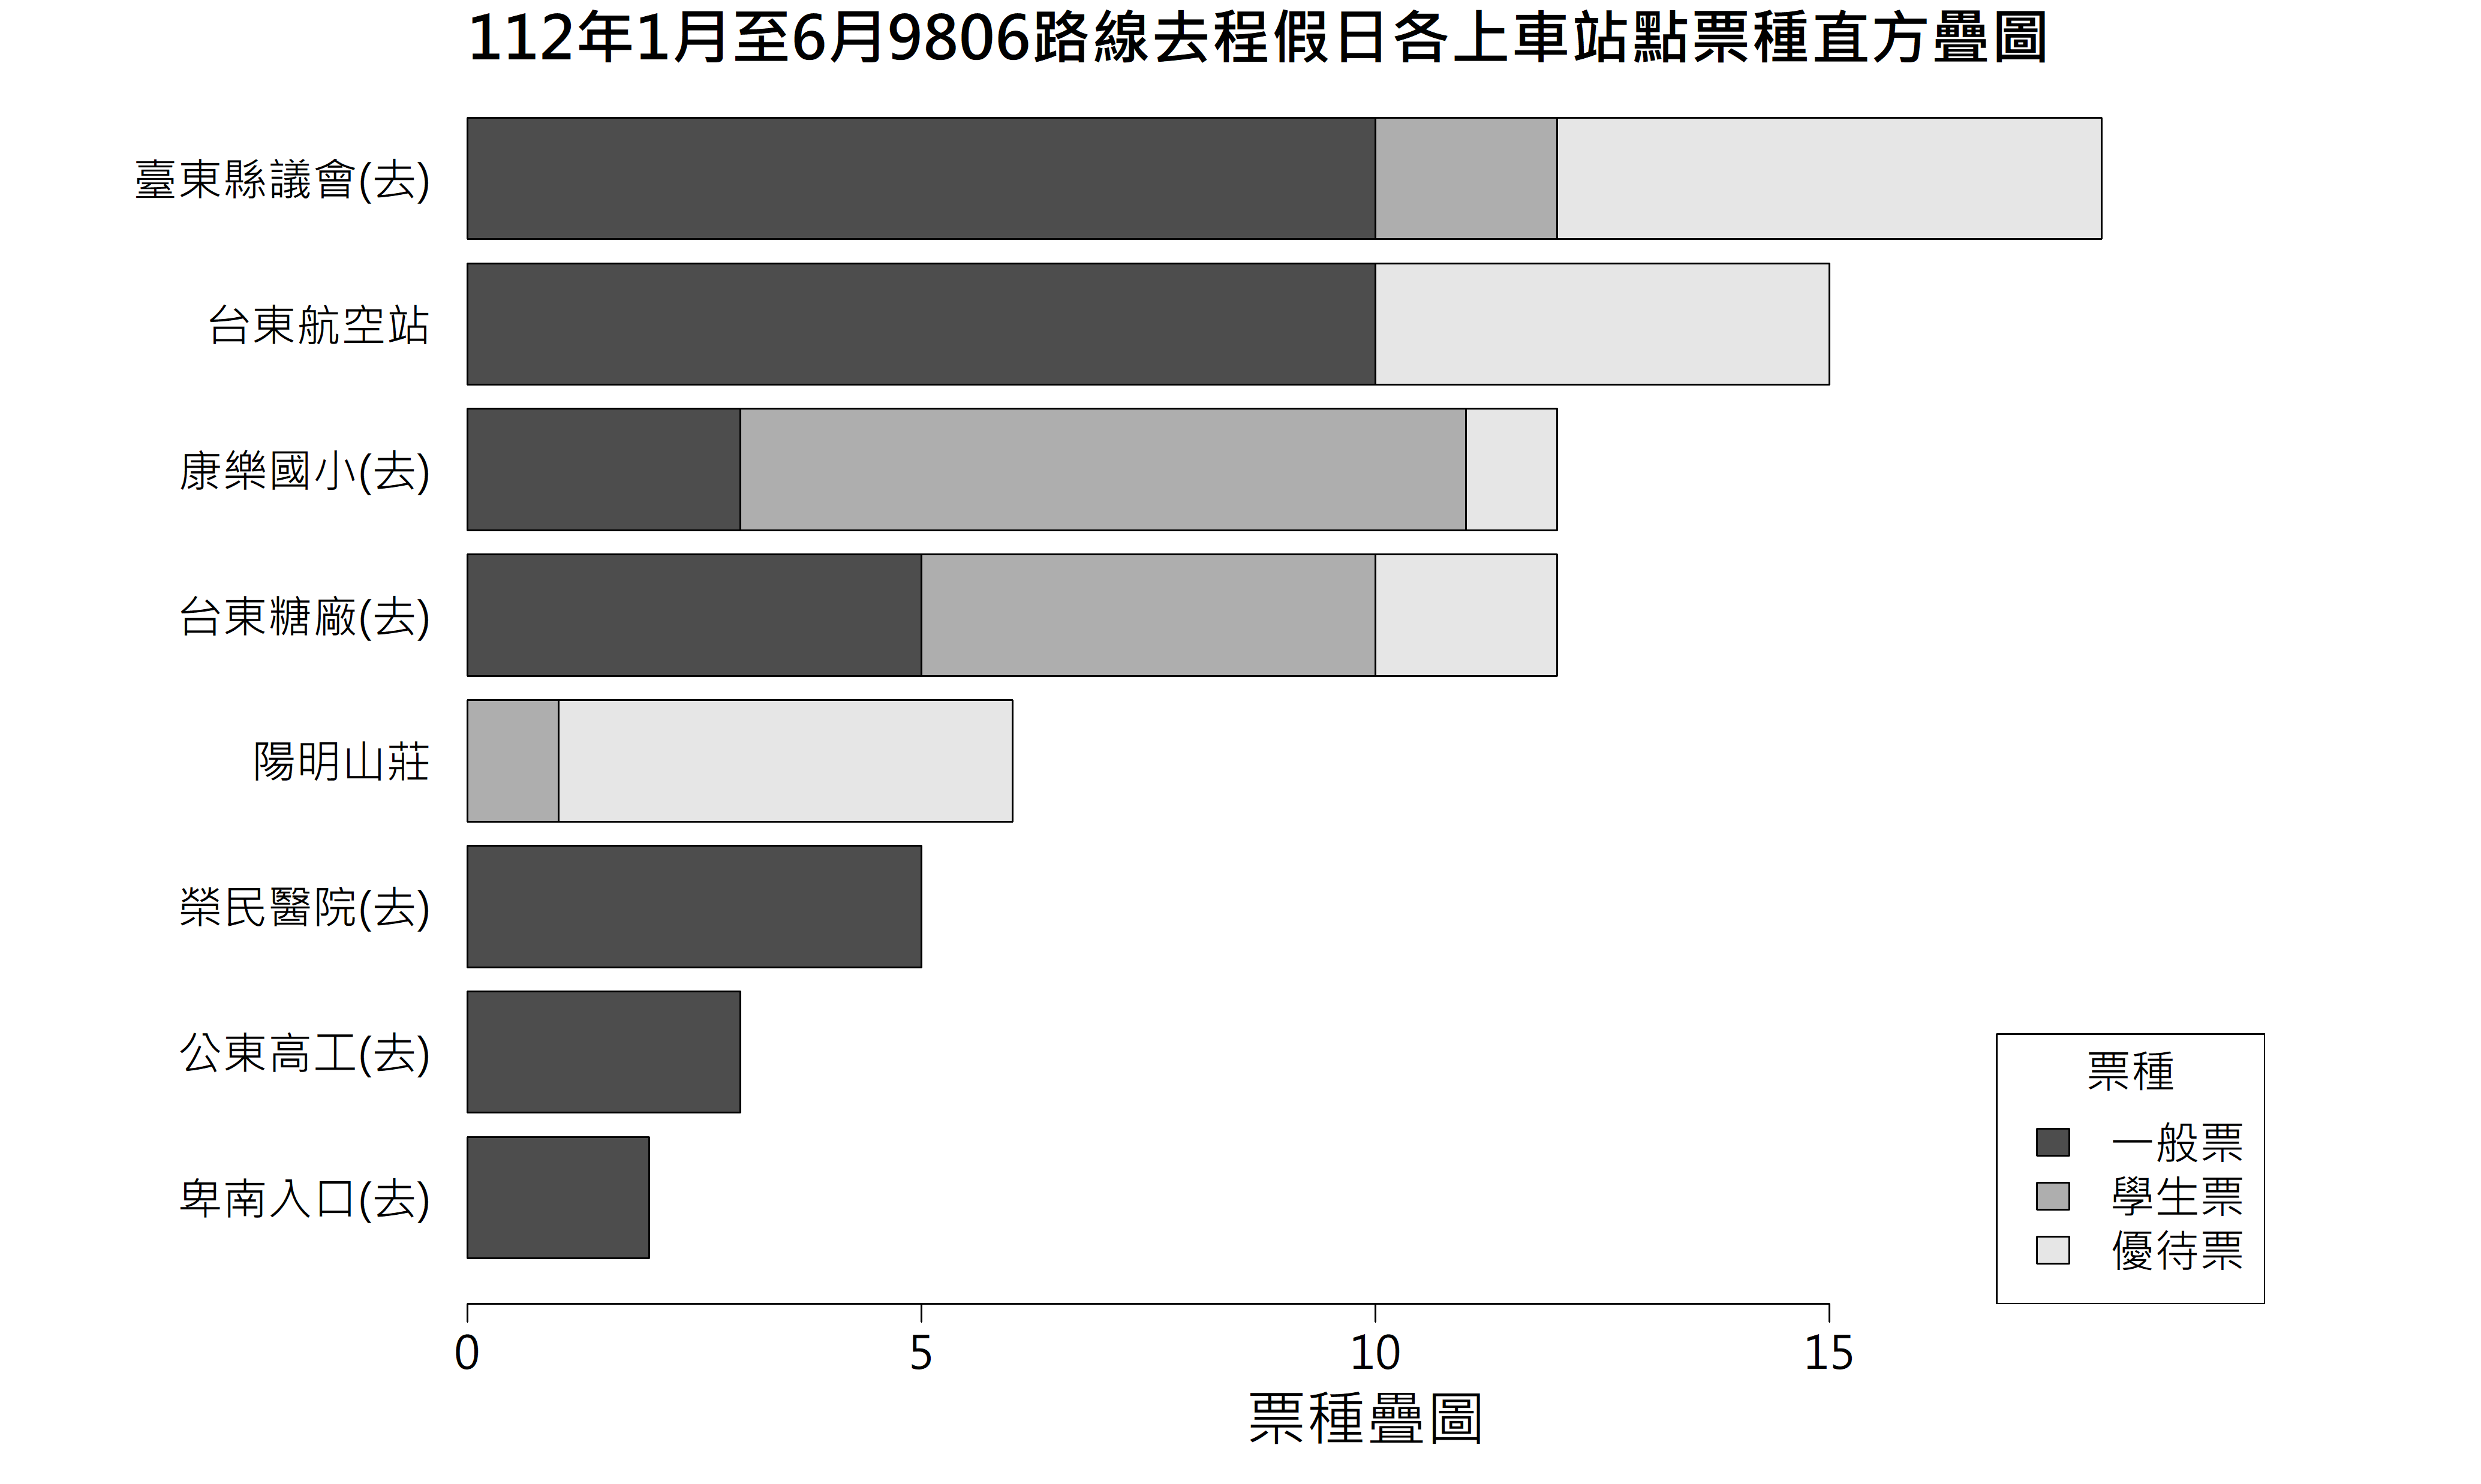 112年1月至6月9806路線去程假日各上車站點票種直方疊圖
臺東縣議會(去)
台東航空站
康樂國小(去)
台東糖廠(去)
陽明山莊
榮民醫院(去)
公東高工(去)
卑南入口(去)
票種
一般票
學生票
優待票
0 5 10 15
票種疊圖